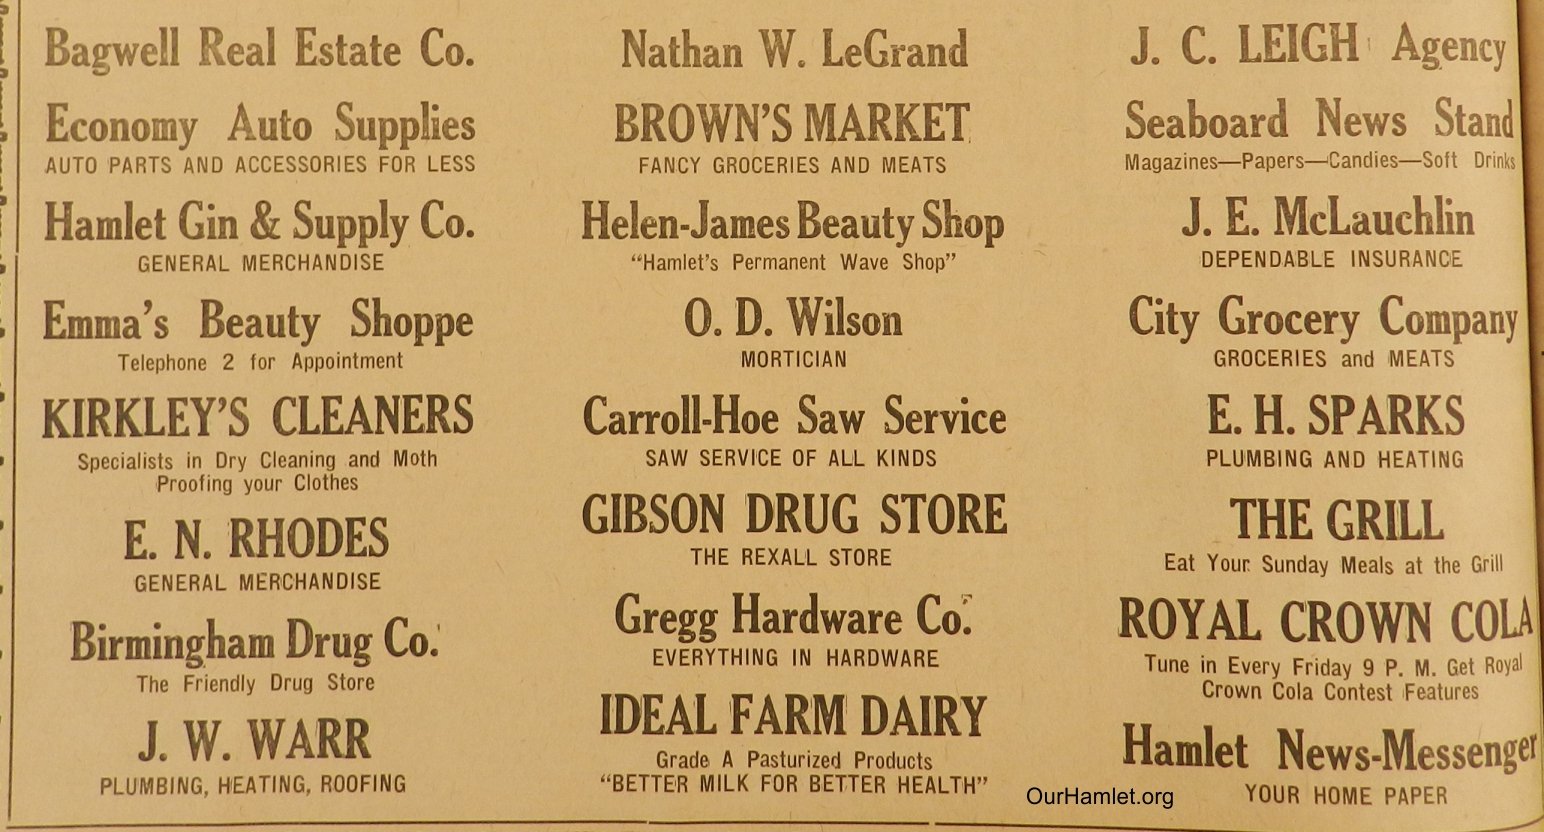 Bagwell Real Estate Co.
Economy Auto Supplies
AUTO PARTS AND ACCESSORIES FOR LESS
Hamlet Gin & Supply Co.
GENERAL MERCHANDISE
Emma's Beauty Shoppe
Telephone 2 for Appointment
KIRKLEY'S CLEANERS
Specialists in Dry Cleaning and Moth
Proofing your Clothes
E. N. RHODES
GENERAL MERCHANDISE
Birmingham Drug Co.
The Friendly Drug Store
J. W. WARR
PLUMBING, HEATING, ROOFING
Nathan W. LeGrand
BROWN'S MARKET
FANCY GROCERIES AND MEATS
Helen-James Beauty Shop
"Hamlet's Permanent Wave Shop"
O. D. Wilson
MORTICIAN
Carroll-Hoe Saw Service
SAW SERVICE OF ALL KINDS
GIBSON DRUG STORE
THE REXALL STORE
Gregg Hardware Co.
EVERYTHING IN HARDWARE
IDEAL FARM DAIRY
Grade A Pasturized Products
"BETTER MILK FOR BETTER HEALTH"
J. C. LEIGH Agency
Seaboard News Stand
Magazines—Papers—Candies—Soft Drinks
J. E. McLauchlin
DEPENDABLE INSURANCE
City Grocery Company
GROCERIES and MEATS
E. H. SPARKS
PLUMBING AND HEATING
THE GRILL
Eat Your Sunday Meals at the Grill
ROYAL CROWN COLA
Tune in Every Friday 9 P. M. Get Royal
Crown Cola Contest Features
Hamlet News-Messenger
YOUR HOME PAPER
OurHamlet.org